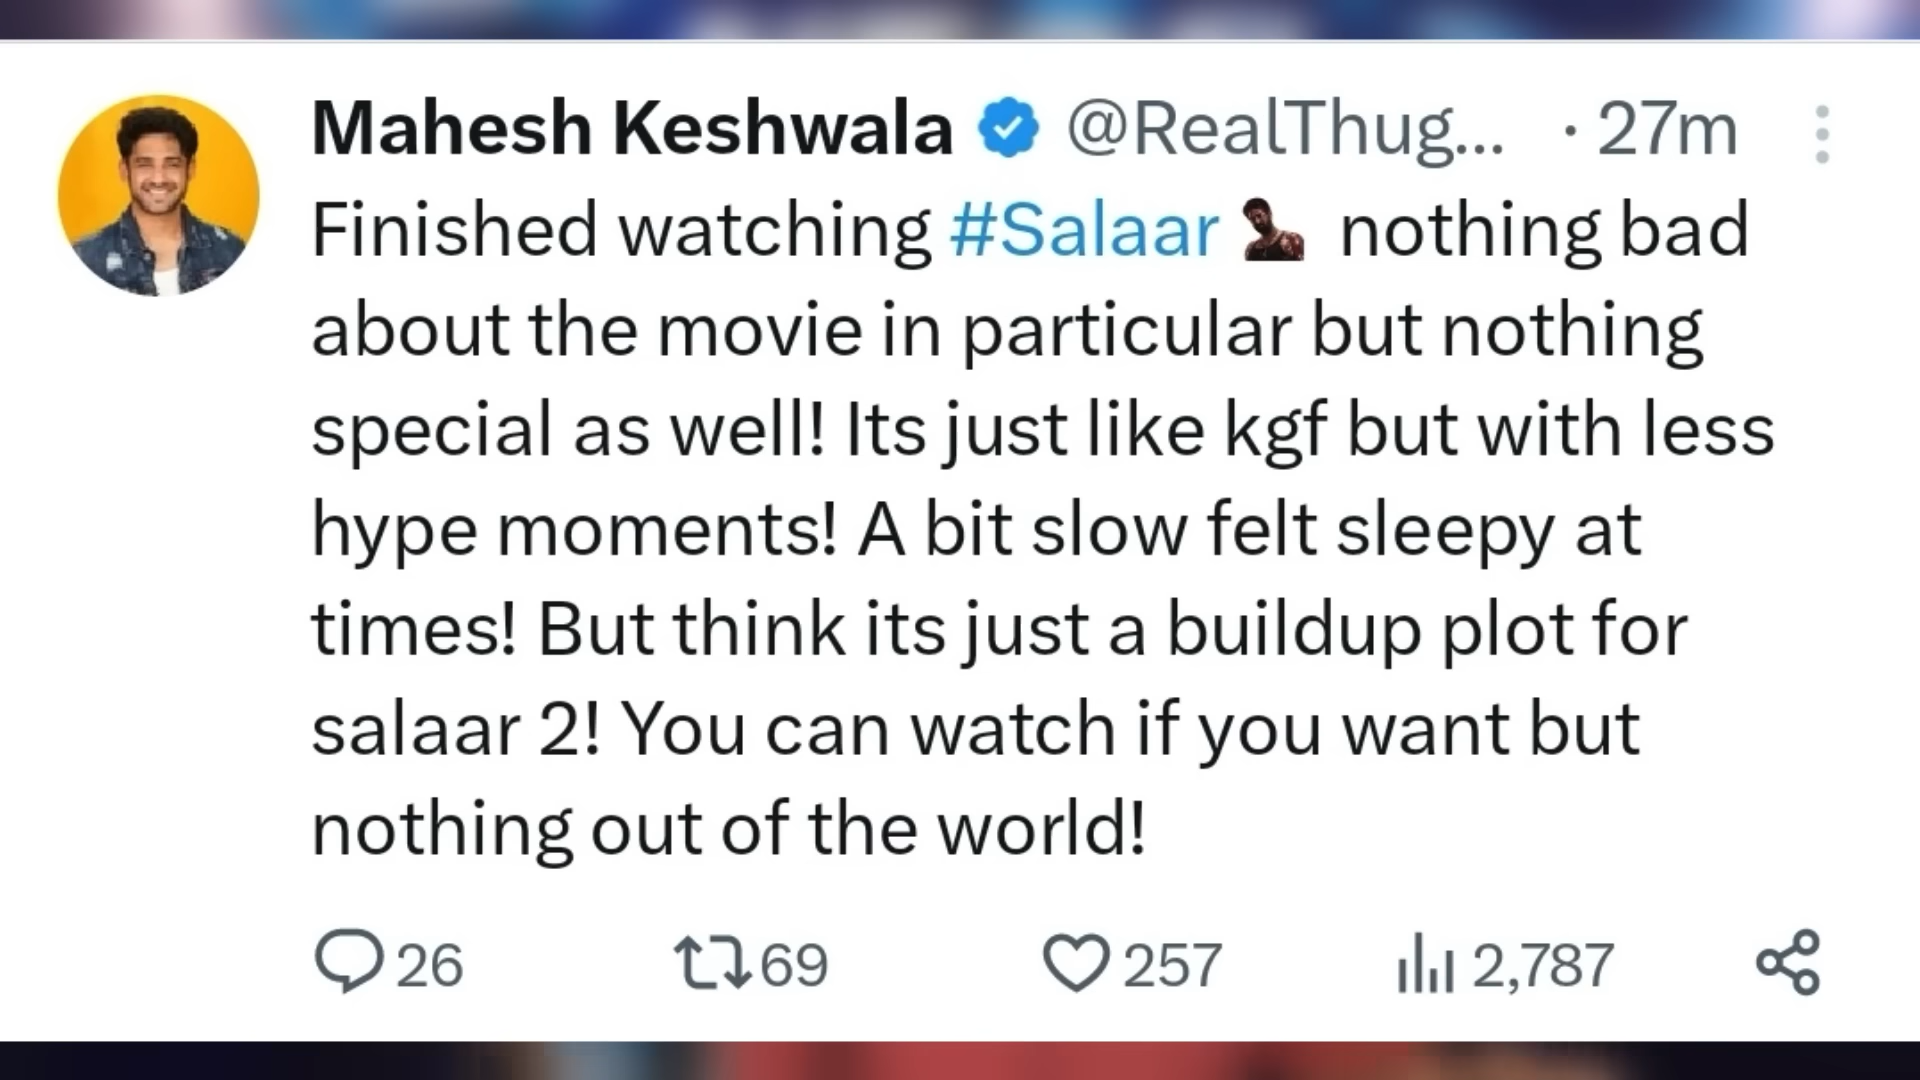 Mahesh Keshwala @RealThug... · 27m
Finished watching #Salaar nothing bad
about the movie in particular but nothing
special as well! Its just like kgf but with less
hype moments! A bit slow felt sleepy at
times! But think its just a buildup plot for
salaar 2! You can watch if you want but
nothing out of the world!
26 69 257 2,787